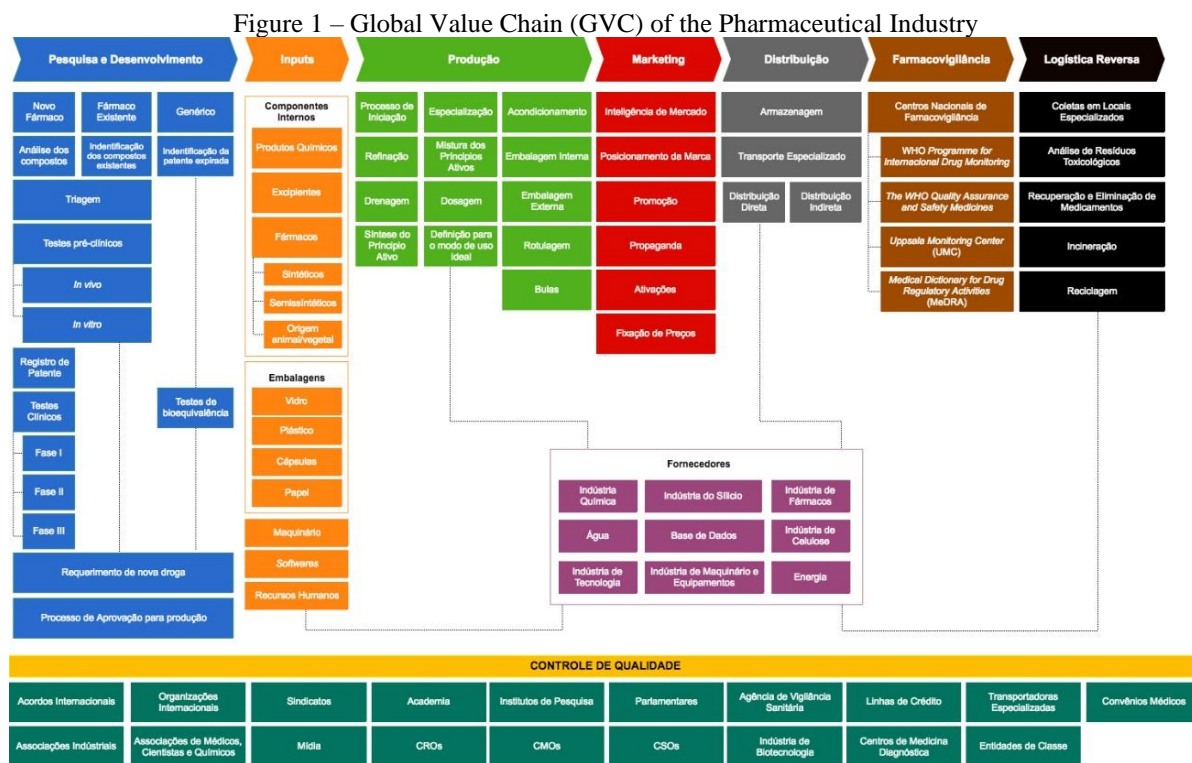 Figure 1 – Global Value Chain (GVC) of the Pharmaceutical Industry
Pesquisa e Desenvolvimento
Inputs
Produção
Marketing
Distribuição
Farmacovigilância
Logística Reversa
Novo
Fármaco
Fármaco
Existente
Genérico
Análise dos
compostos
Indentificação
dos compostos
existentes
Indentificação da
patente expirada
Triagem
Testes pré-clínicos
In vivo
In vitro
Registro de
Patente
Testes
Clínicos
Testes de
bioequivalência
Fase I
Fase II
Fase III
Requerimento de nova droga
Processo de Aprovação para produção
Componentes
Internos
Produtos Químicos
Excipientes
Fármacos
Sintéticos
Semissintéticos
Origem
animal/vegetal
Embalagens
Vidro
Plástico
Cápsulas
Papel
Maquinário
Softwares
Recursos Humanos
Processo de
Iniciação
Especialização
Acondicionamento
Refinação
Mistura dos
Princípios
Ativos
Embalagem Interna
Drenagem
Dosagem
Embalagem
Externa
Síntese do
Princípio
Ativo
Definição para
o modo de uso
ideal
Rotulagem
Bulas
Inteligência de Mercado
Posicionamento da Marca
Promoção
Propaganda
Ativações
Fixação de Preços
Armazenagem
Transporte Especializado
Distribuição
Direta
Distribuição
Indireta
Centros Nacionais de
Famacovigilância
WHO Programme for
Internacional Drug Monitoring
The WHO Quality Assurance
and Safety Medicines
Uppsala Monitoring Center
(UMC)
Medical Dictionary for Drug
Regulatory Activities
(MeDRA)
Coletas em Locais
Especializados
Análise de Resíduos
Toxicológicos
Recuperação e Eliminação de
Medicamentos
Incineração
Reciclagem
Fornecedores
Indústria
Química
Indústria do Silício
Indústria de
Fármacos
Água
Base de Dados
Indústria de
Celulose
Indústria de
Tecnologia
Indústria de Maquinário e
Equipamentos
Energia
CONTROLE DE QUALIDADE
Acordos Internacionais
Organizações
Internacionais
Sindicatos
Academia
Institutos de Pesquisa
Parlamentares
Agência de Vigilância
Sanitária
Linhas de Crédito
Transportadoras
Especializadas
Convênios Médicos
Associações Indústriais
Associações de Médicos,
Cientistas e Químicos
Mídia
CROs
CMOs
CSOs
Indústria de
Biotecnologia
Centros de Medicina
Diagnóstica
Entidades de Classe